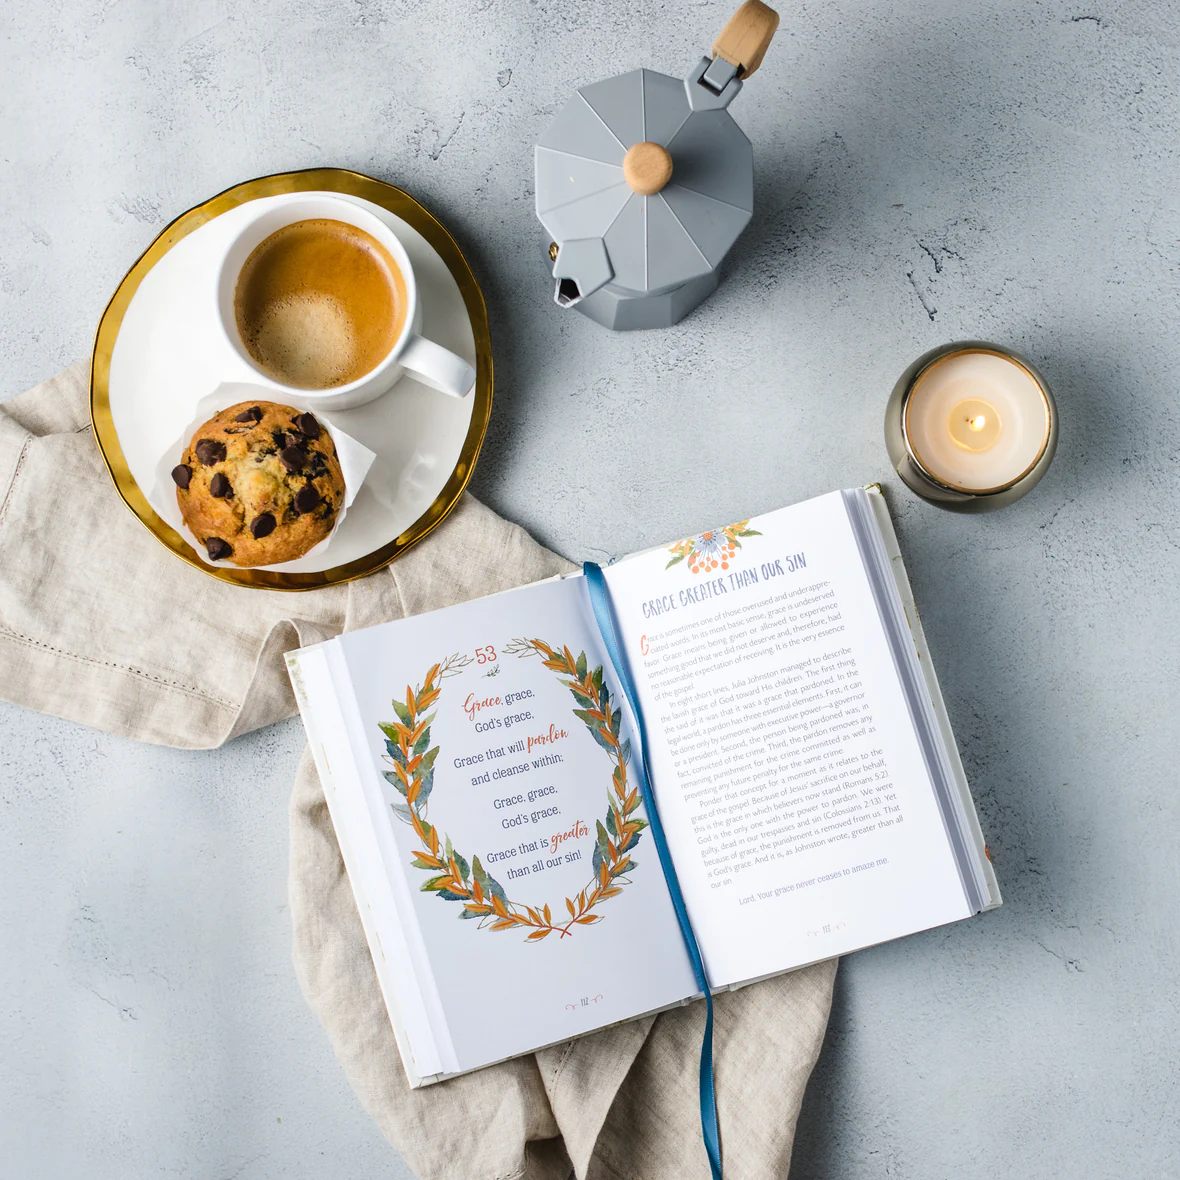 53
Grace, grace,
God's grace,
Grace that will pardon
and cleanse within;
Grace, grace,
God's grace,
Grace that is greater
than all our sin!
112
GRACE GREATER THAN OUR SIN
Grace is sometimes one of those overused and underappre-
ciated words. In its most basic sense, grace is undeserved
favor. Grace means being given or allowed to experience
something good that we did not deserve and, therefore, had
no reasonable expectation of receiving. It is the very essence
of the gospel.
In eight short lines, Julia Johnston managed to describe
the lavish grace of God toward His children. The first thing
she said of it was that it was a grace that pardoned. In the
legal world, a pardon has three essential elements. First, it can
be done only by someone with executive power—a governor
or a president. Second, the person being pardoned was, in
fact, convicted of the crime. Third, the pardon removes any
remaining punishment for the crime committed as well as
preventing any future penalty for the same crime.
Ponder that concept for a moment as it relates to the
grace of the gospel. Because of Jesus' sacrifice on our behalf,
this is the grace in which believers now stand (Romans 5:2).
God is the only one with the power to pardon. We were
guilty, dead in our trespasses and sin (Colossians 2:13). Yet
because of grace, the punishment is removed from us. That
is God's grace. And it is, as Johnston wrote, greater than all
our sin.
Lord, Your grace never ceases to amaze me.
113